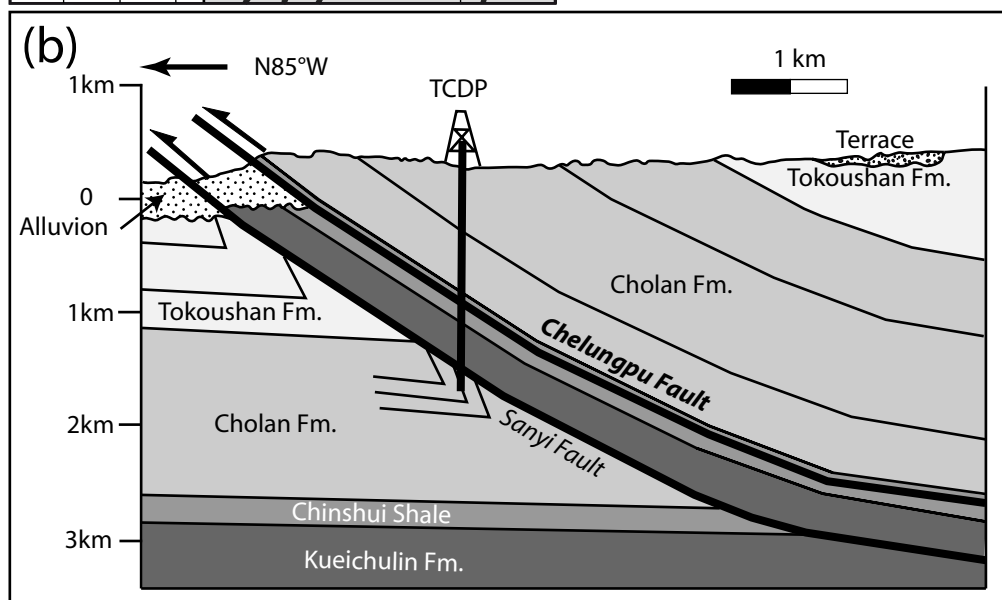 (b)
N85°W
1 km
1km
TCDP
Terrace
Tokoushan Fm.
0
Alluvion
Cholan Fm.
1km
Tokoushan Fm.
Chelungpu Fault
2km
Cholan Fm.
Sanyi Fault
Chinshui Shale
3km
Kueichulin Fm.